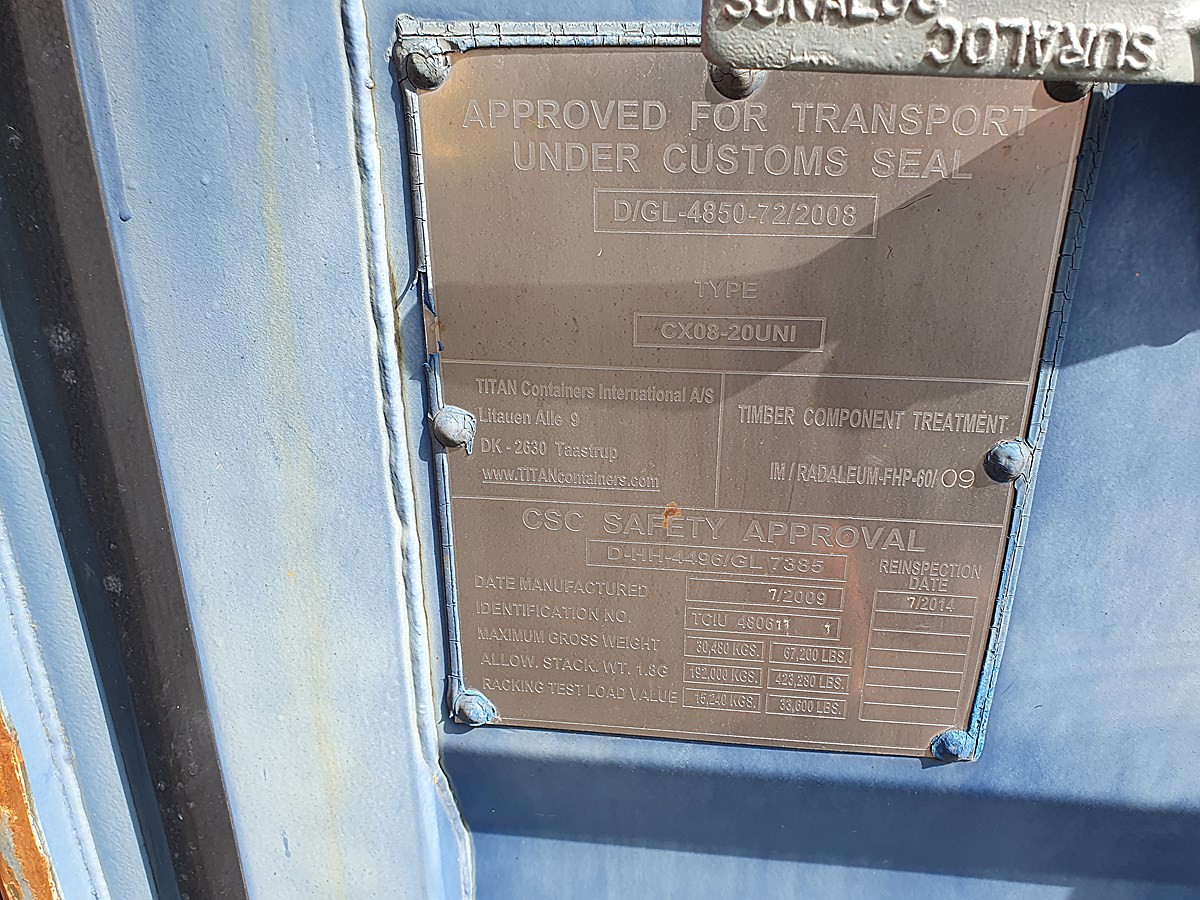 SURALOC
SURALOC
APPROVED FOR TRANSPORT
UNDER CUSTOMS SEAL
D/GL-4850-72/2008
TYPE
CX08-20UNI
TITAN Containers International A/S
Litauen Alle 9
DK - 2630 Taastrup
www.TITANcontainers.com
TIMBER COMPONENT TREATMENT
IM / RADALEUM-FHP-60/ 09
CSC SAFETY APPROVAL
D-HH-4496/GL 7385
DATE MANUFACTURED 7/2009
IDENTIFICATION NO. TCIU 480611 1
MAXIMUM GROSS WEIGHT 30,480 KGS. 67,200 LBS.
ALLOW. STACK. WT. 1.8G 192,000 KGS. 423,280 LBS.
RACKING TEST LOAD VALUE 15,240 KGS. 33,600 LBS.
REINSPECTION
DATE
7/2014